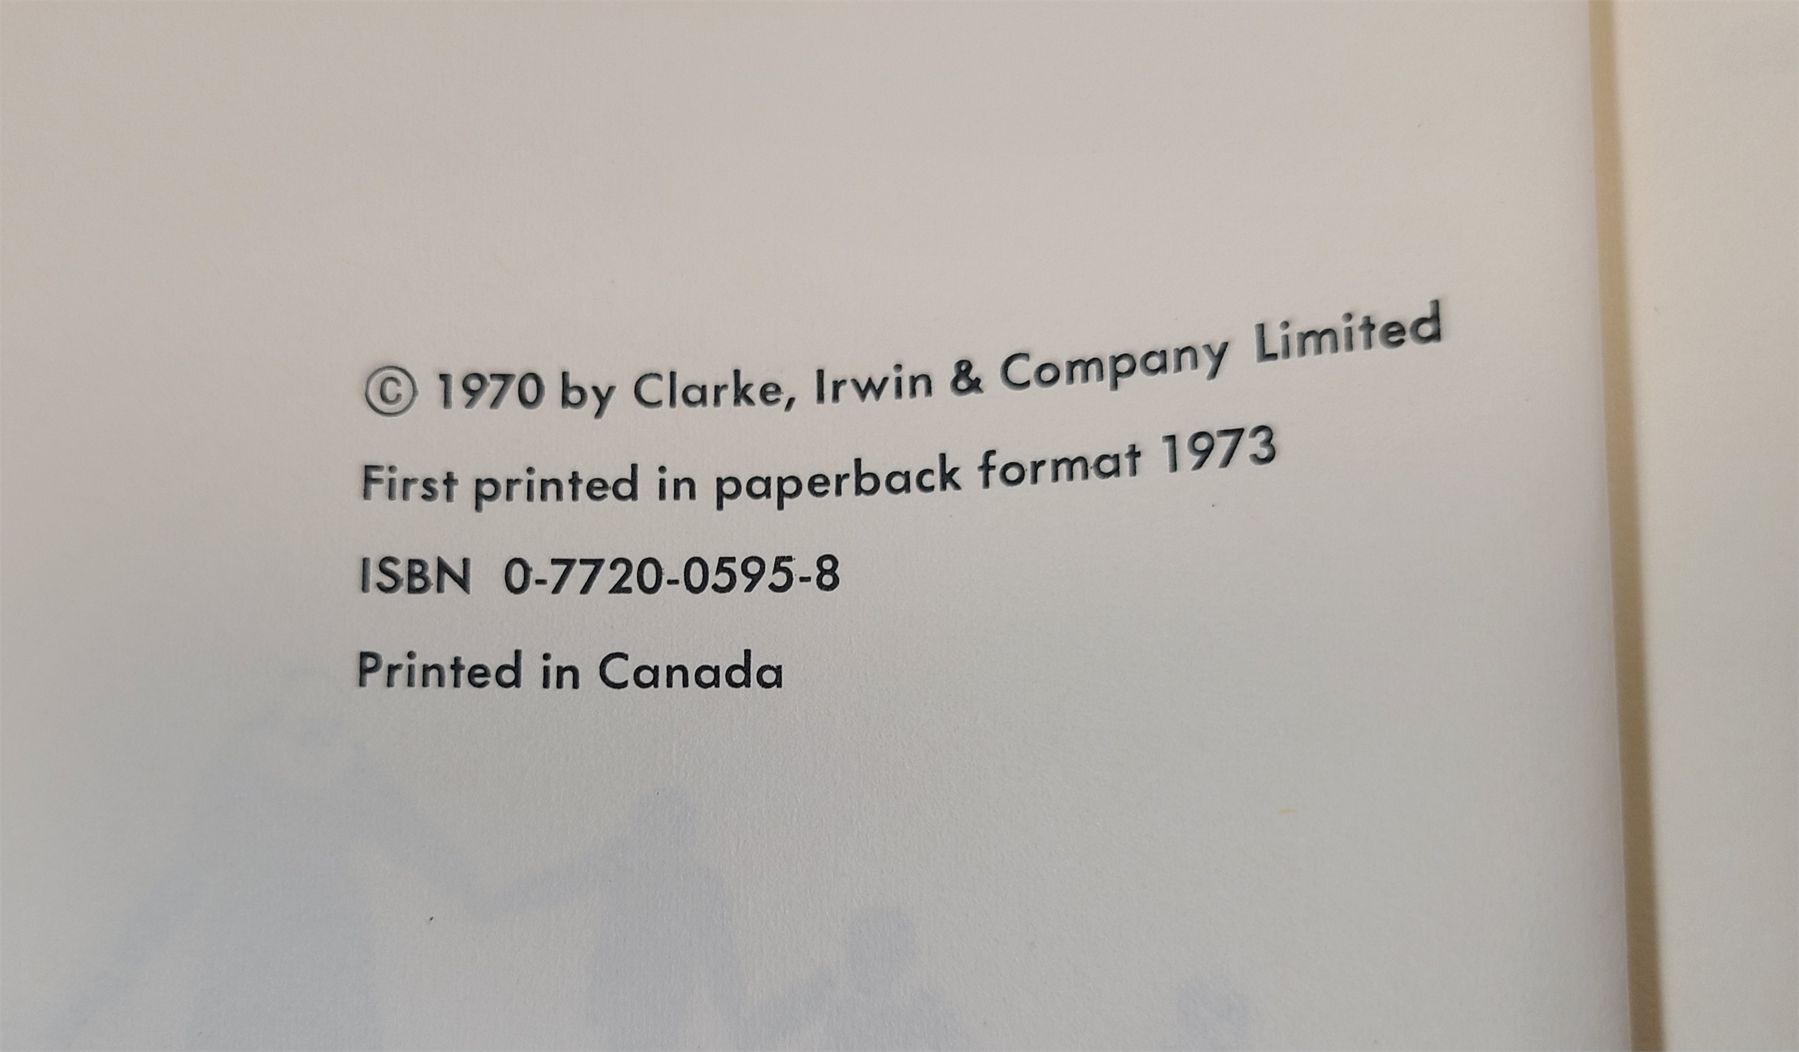 © 1970 by Clarke, Irwin & Company Limited
First printed in paperback format 1973
ISBN 0-7720-0595-8
Printed in Canada